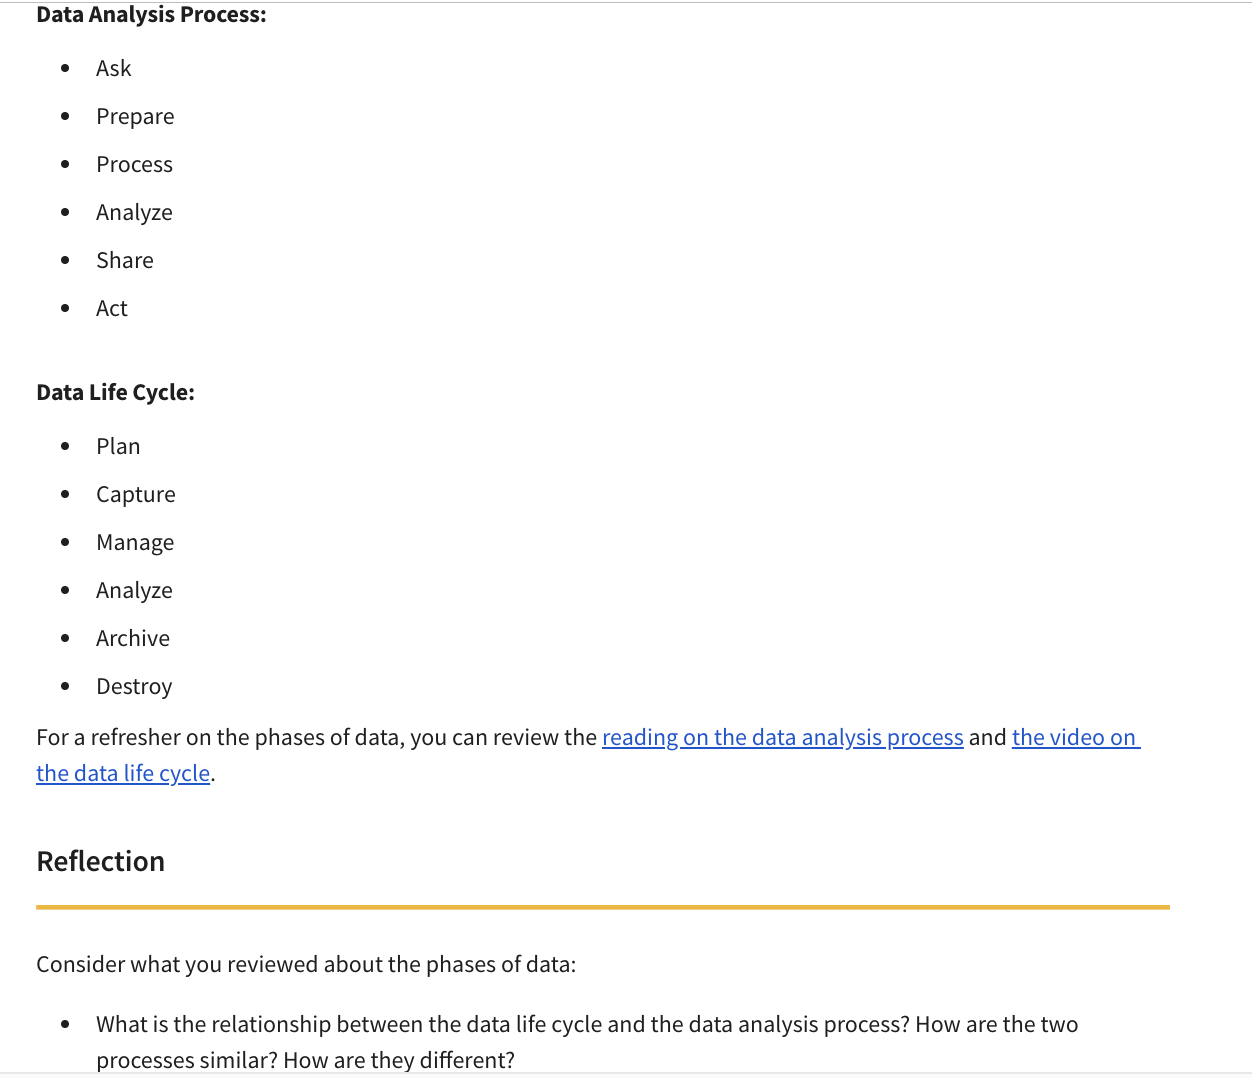 Data Analysis Process:
• Ask
• Prepare
• Process
• Analyze
• Share
• Act
Data Life Cycle:
• Plan
• Capture
• Manage
• Analyze
• Archive
• Destroy
For a refresher on the phases of data, you can review the reading on the data analysis process and the video on
the data life cycle.
Reflection
Consider what you reviewed about the phases of data:
• What is the relationship between the data life cycle and the data analysis process? How are the two
processes similar? How are they different?